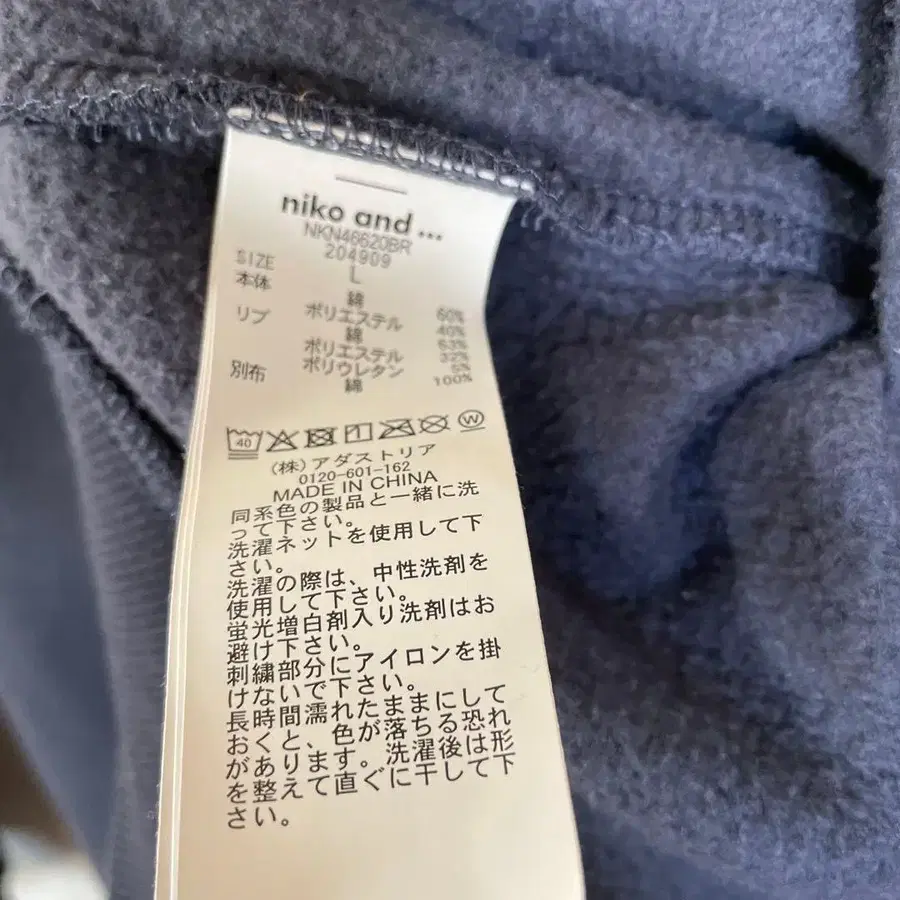 niko and ...
NKN46620BR
204909
SIZE L
本体 綿 60%
ポリエステル 40%
リブ 綿 63%
ポリエステル 32%
ポリウレタン 5%
別布 綿 100%
40
W
(株)アダストリア
0120-601-162
MADE IN CHINA
同系色の製品と一緒に洗
って下さい。
洗濯ネットを使用して下
さい。
洗濯の際は、中性洗剤を
使用して下さい。
蛍光増白剤入り洗剤はお
避け下さい。
刺繍部分にアイロンを掛
けないで下さい。
長時間濡れたままにして
おくと、色が落ちる恐れ
があります。洗濯後は形
を整えて直ぐに干して下
さい。